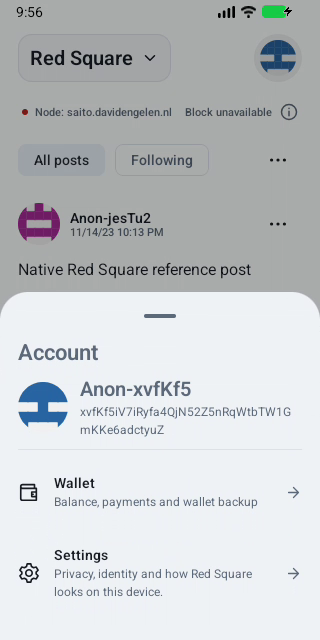 9:56
Red Square
Node: saito.davidengelen.nl Block unavailable
All posts Following
Anon-jesTu2
11/14/23 10:13 PM
Native Red Square reference post
Account
Anon-xvfKf5
xvfKf5iV7iRyfa4QjN52Z5nRqWtbTW1G
mKKe6adctyuZ
Wallet
Balance, payments and wallet backup
Settings
Privacy, identity and how Red Square
looks on this device.